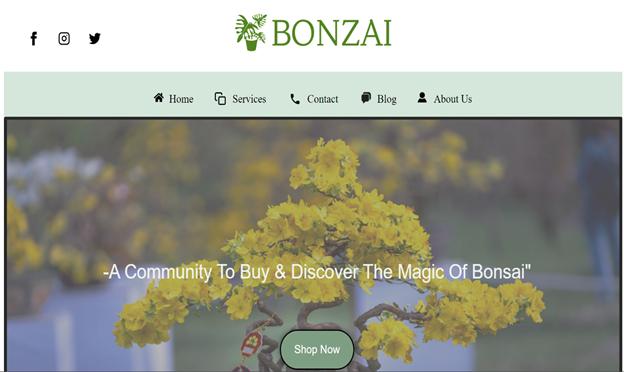 BONZAI
Home Services Contact Blog About Us
-A Community To Buy & Discover The Magic Of Bonsai"
Shop Now